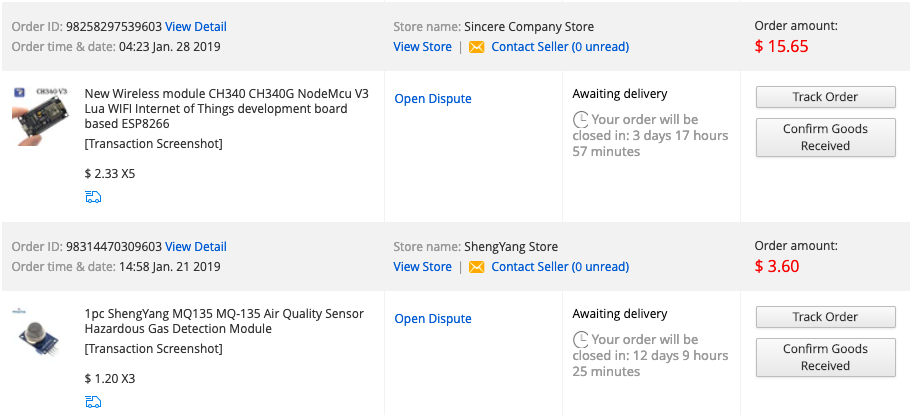 Order ID: 98258297539603 View Detail
Store name: Sincere Company Store
Order amount:
Order time & date: 04:23 Jan. 28 2019
View Store | Contact Seller (0 unread)
$ 15.65
CH340 V3
New Wireless module CH340 CH340G NodeMcu V3
Lua WIFI Internet of Things development board
based ESP8266
[Transaction Screenshot]
$ 2.33 X5
Open Dispute
Awaiting delivery
Your order will be
closed in: 3 days 17 hours
57 minutes
Track Order
Confirm Goods
Received
Order ID: 98314470309603 View Detail
Store name: ShengYang Store
Order amount:
Order time & date: 14:58 Jan. 21 2019
View Store | Contact Seller (0 unread)
$ 3.60
1pc ShengYang MQ135 MQ-135 Air Quality Sensor
Hazardous Gas Detection Module
[Transaction Screenshot]
$ 1.20 X3
Open Dispute
Awaiting delivery
Your order will be
closed in: 12 days 9 hours
25 minutes
Track Order
Confirm Goods
Received